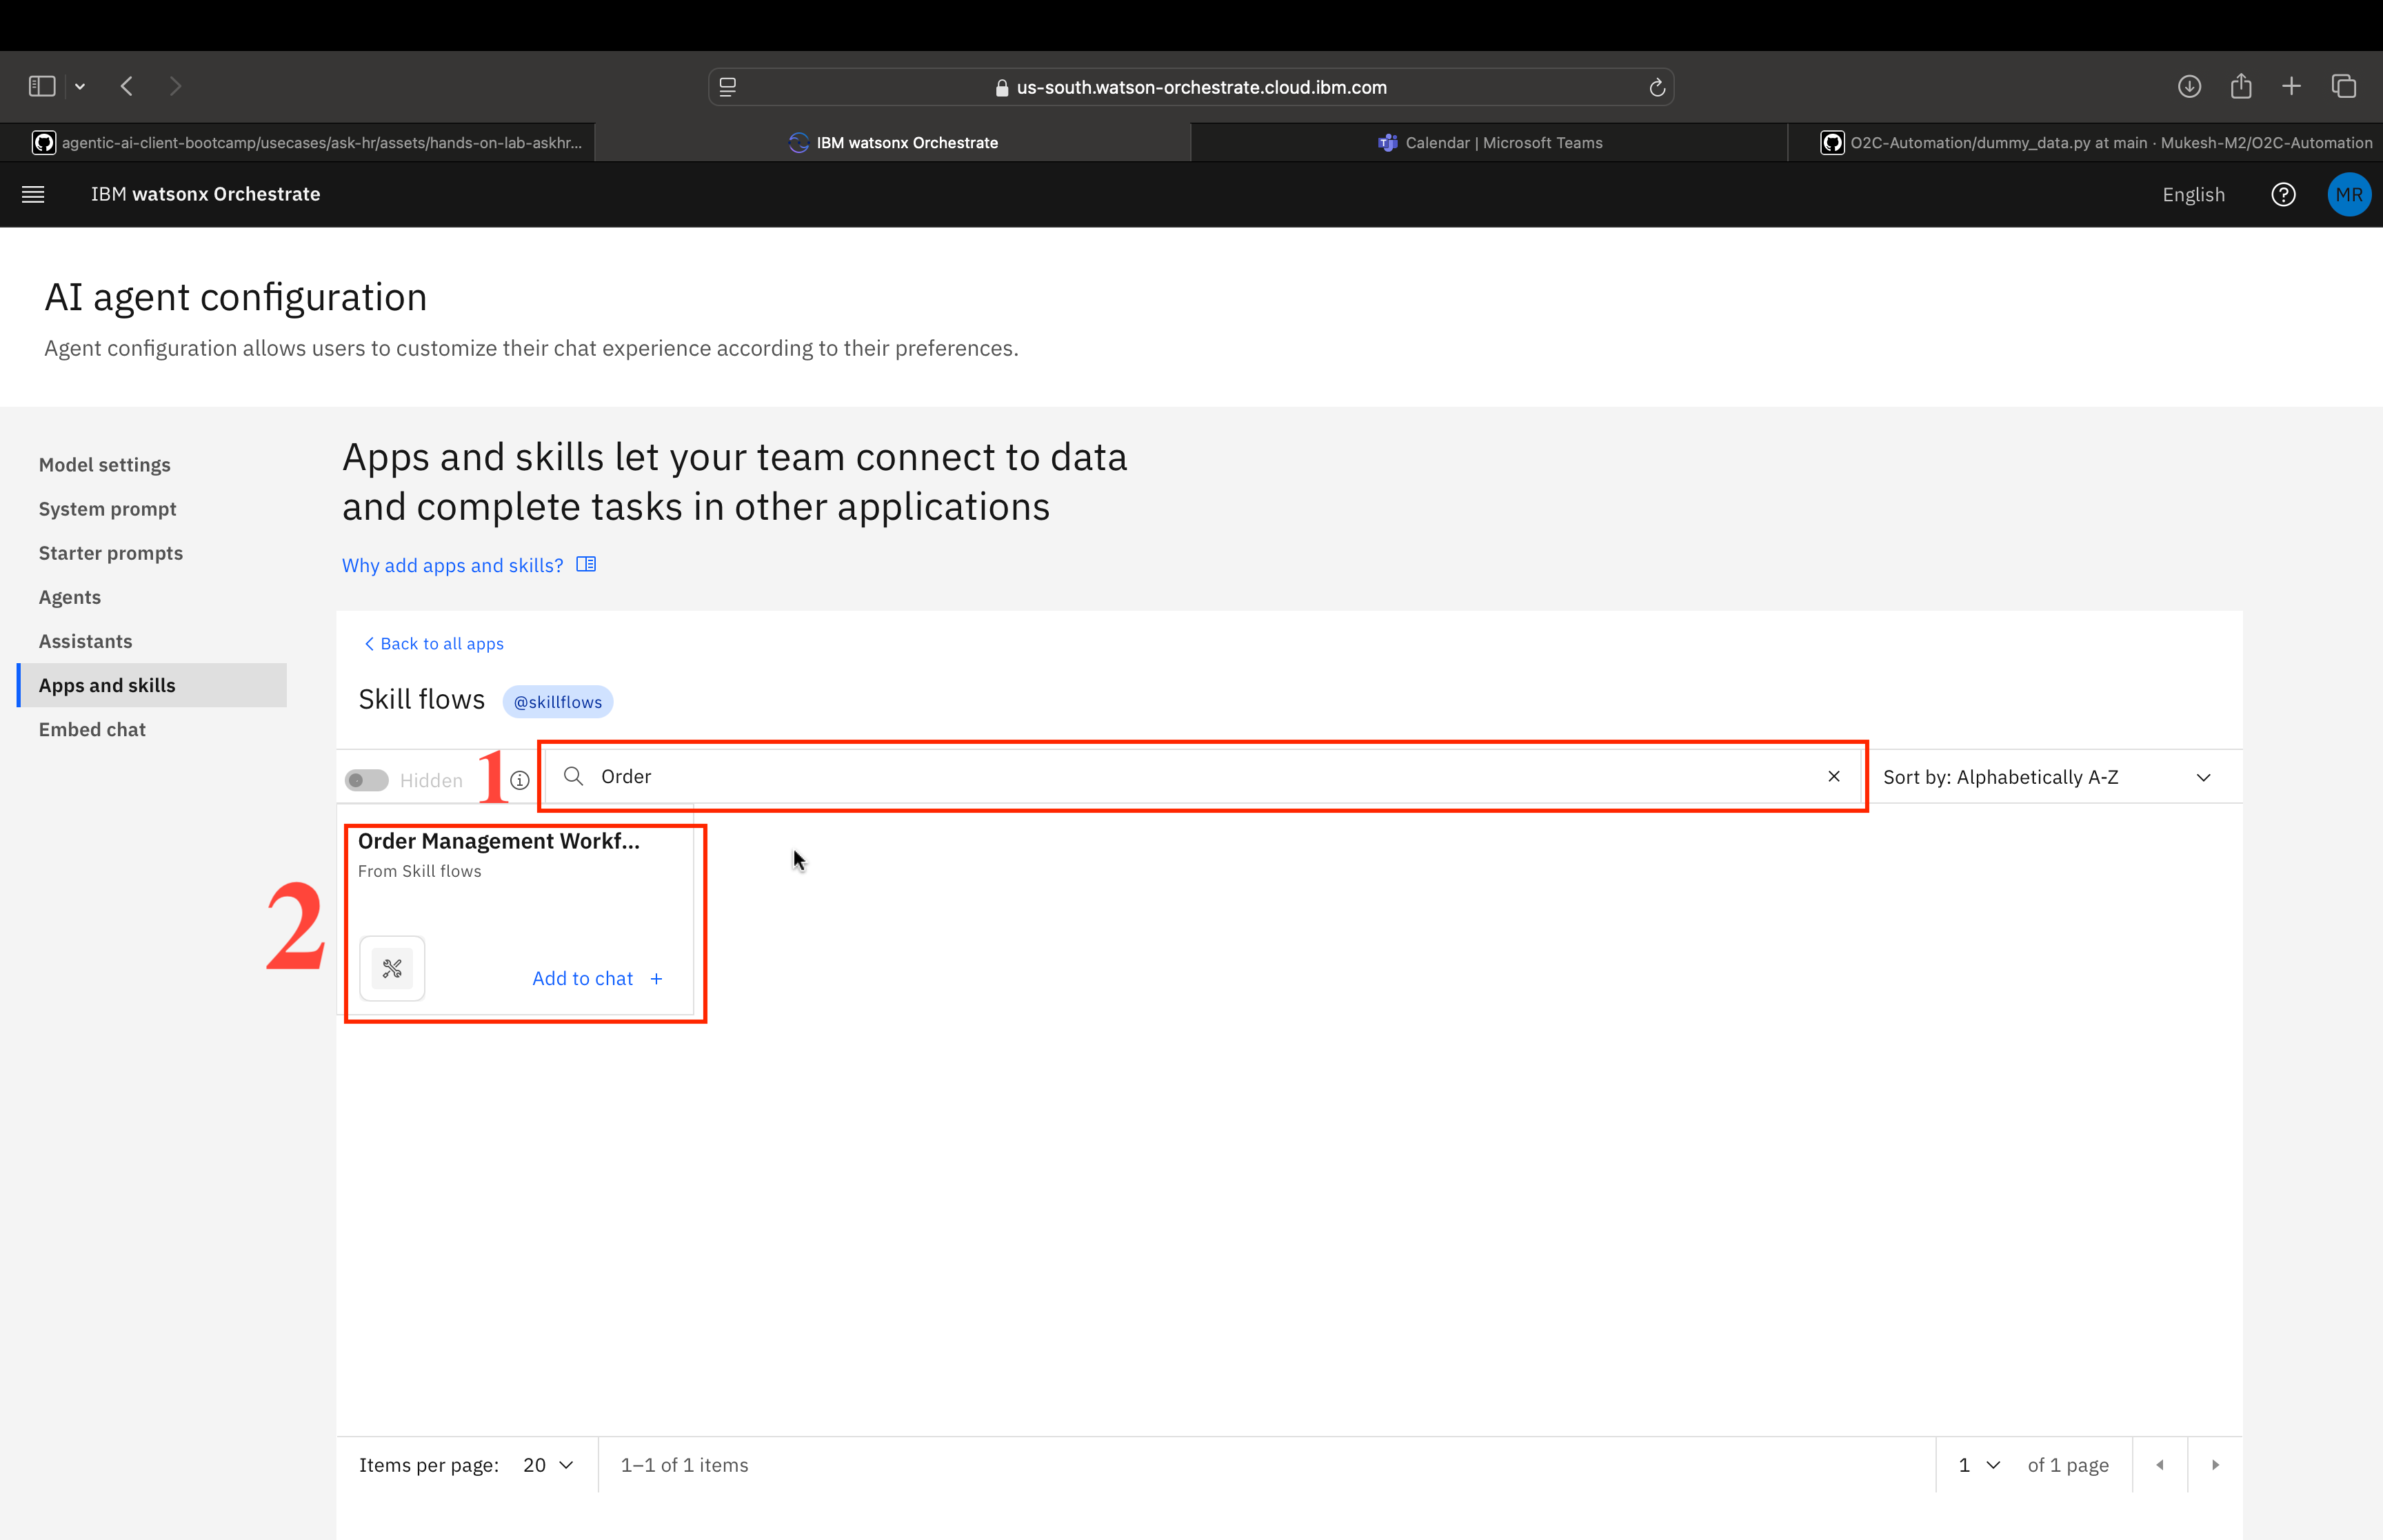 us-south.watson-orchestrate.cloud.ibm.com
agentic-ai-client-bootcamp/usecases/ask-hr/assets/hands-on-lab-askhr...
IBM watsonx Orchestrate
Calendar | Microsoft Teams
O2C-Automation/dummy_data.py at main · Mukesh-M2/O2C-Automation
IBM watsonx Orchestrate
English
MR
AI agent configuration
Agent configuration allows users to customize their chat experience according to their preferences.
Model settings
System prompt
Starter prompts
Agents
Assistants
Apps and skills
Embed chat
Apps and skills let your team connect to data
and complete tasks in other applications
Why add apps and skills?
Back to all apps
Skill flows @skillflows
Hidden
1
Order
Sort by: Alphabetically A-Z
2
Order Management Workf...
From Skill flows
Add to chat +
Items per page: 20
1–1 of 1 items
1 of 1 page